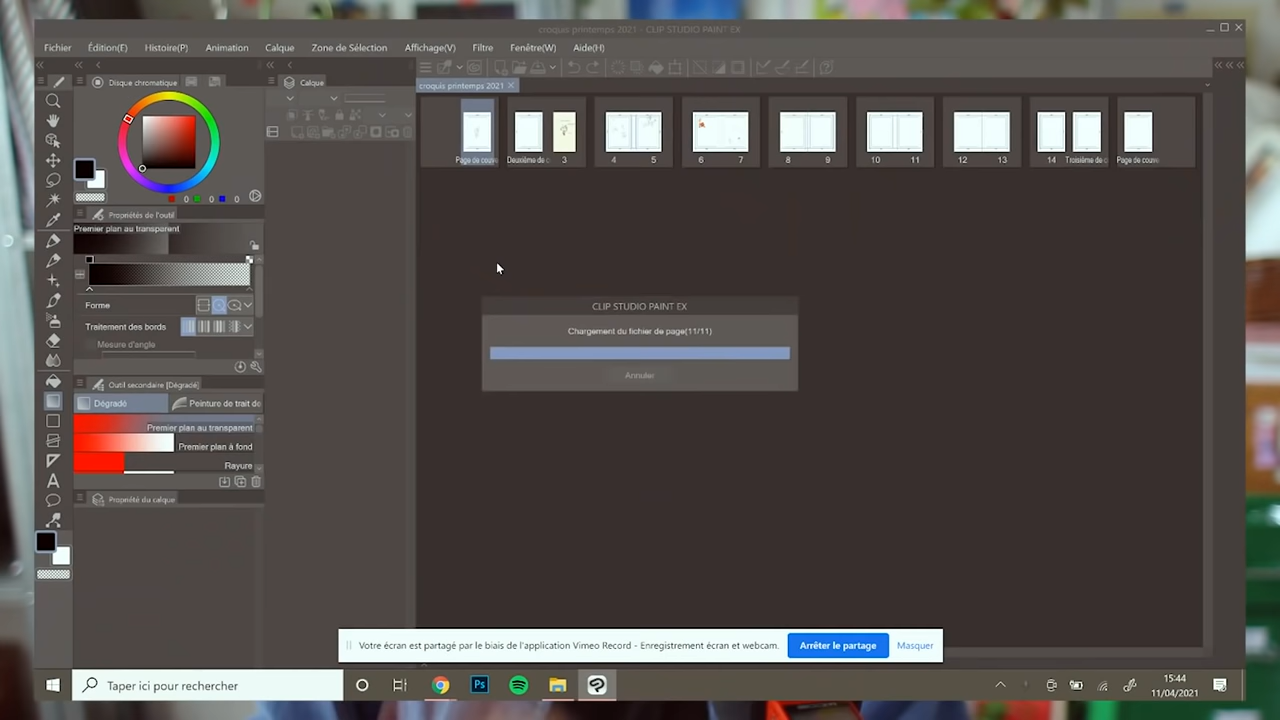 croquis printemps 2021 - CLIP STUDIO PAINT EX
Fichier Édition(E) Histoire(P) Animation Calque Zone de Sélection Affichage(V) Filtre Fenêtre(W) Aide(H)
Disque chromatique
Calque
croquis printemps 2021
Page de couve
Deuxième de c 3
4 5
6 7
8 9
10 11
12 13
14 Troisième de c
Page de couve
0 0 0
Propriétés de l'outil
Premier plan au transparent
Forme
Traitement des bords
Mesure d'angle
Outil secondaire [Dégradé]
Dégradé
Peinture de trait de
Premier plan au transparent
Premier plan à fond
Rayure
Propriété du calque
CLIP STUDIO PAINT EX
Chargement du fichier de page(11/11)
Annuler
Votre écran est partagé par le biais de l'application Vimeo Record - Enregistrement écran et webcam.
Arrêter le partage
Masquer
Taper ici pour rechercher
Ps
15:44
11/04/2021